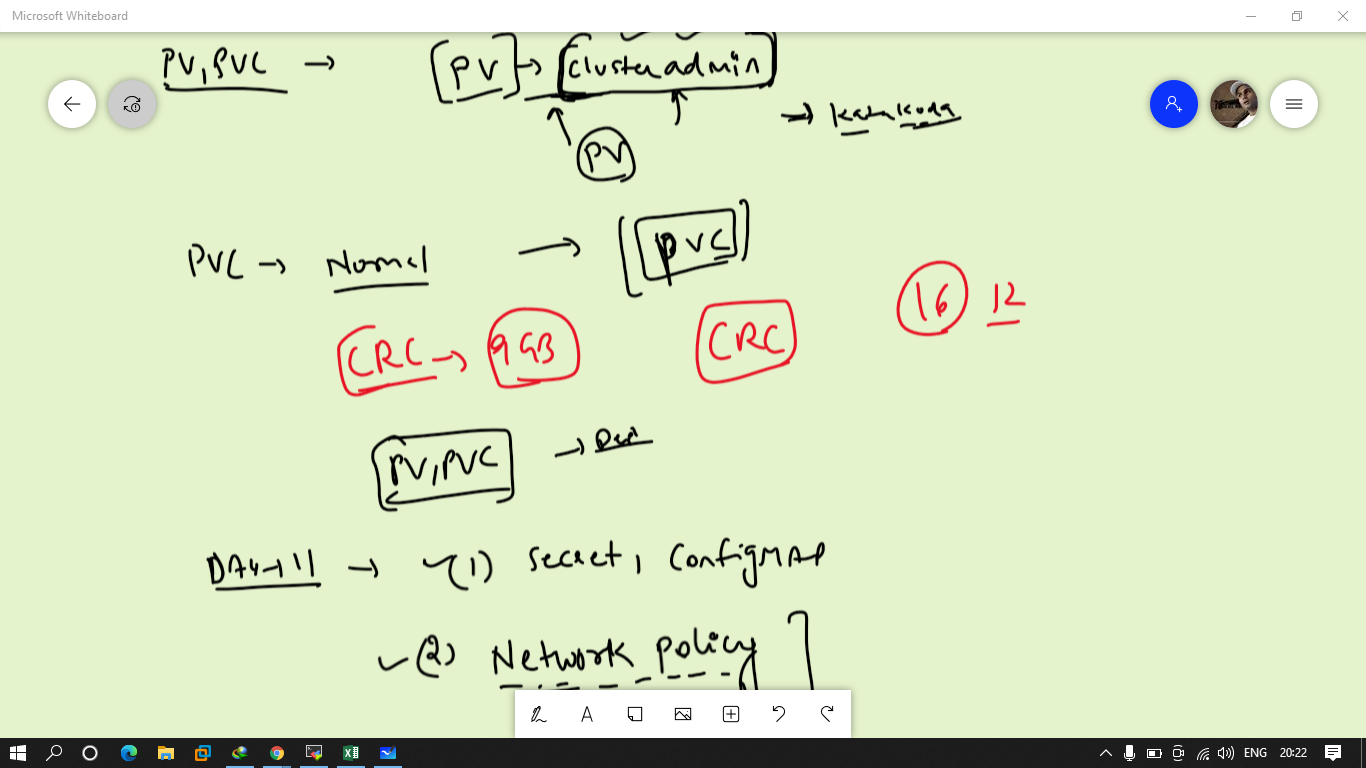 Microsoft Whiteboard
PV, PVC → [PV] → clusteradmin
→ Katakoda
PV
PVC → Normal → [PVC]
16 12
CRC → 9GB CRC
PV, PVC →
DAY-11 → (1) Secret, ConfigMAP
(2) Network Policy ]
ENG 20:22